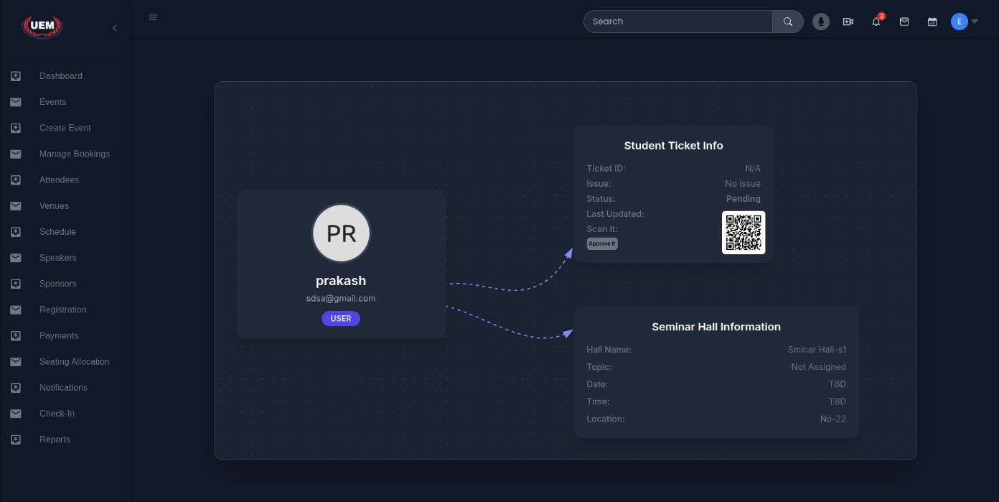 UEM
Search
3
E
Dashboard
Events
Create Event
Manage Bookings
Attendees
Venues
Schedule
Speakers
Sponsors
Registration
Payments
Seating Allocation
Notifications
Check-In
Reports
PR
prakash
sdsa@gmail.com
USER
Student Ticket Info
Ticket ID: N/A
Issue: No issue
Status: Pending
Last Updated:
Scan It:
Approve It
Seminar Hall Information
Hall Name: Sminar Hall-s1
Topic: Not Assigned
Date: TBD
Time: TBD
Location: No-22